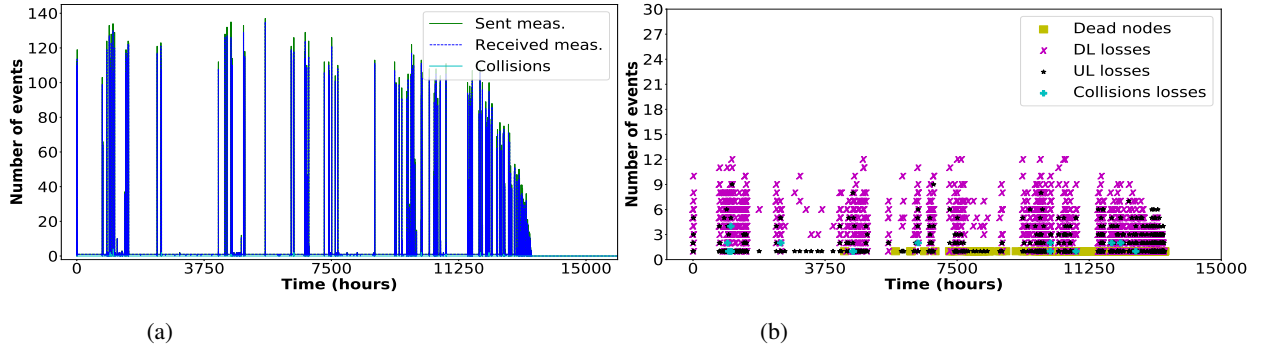 140
120
100
80
60
40
20
0
Number of events
Sent meas.
Received meas.
Collisions
0 3750 7500 11250 15000
Time (hours)
(a)
30
27
24
21
18
15
12
9
6
3
0
Number of events
Dead nodes
DL losses
UL losses
Collisions losses
0 3750 7500 11250 15000
Time (hours)
(b)